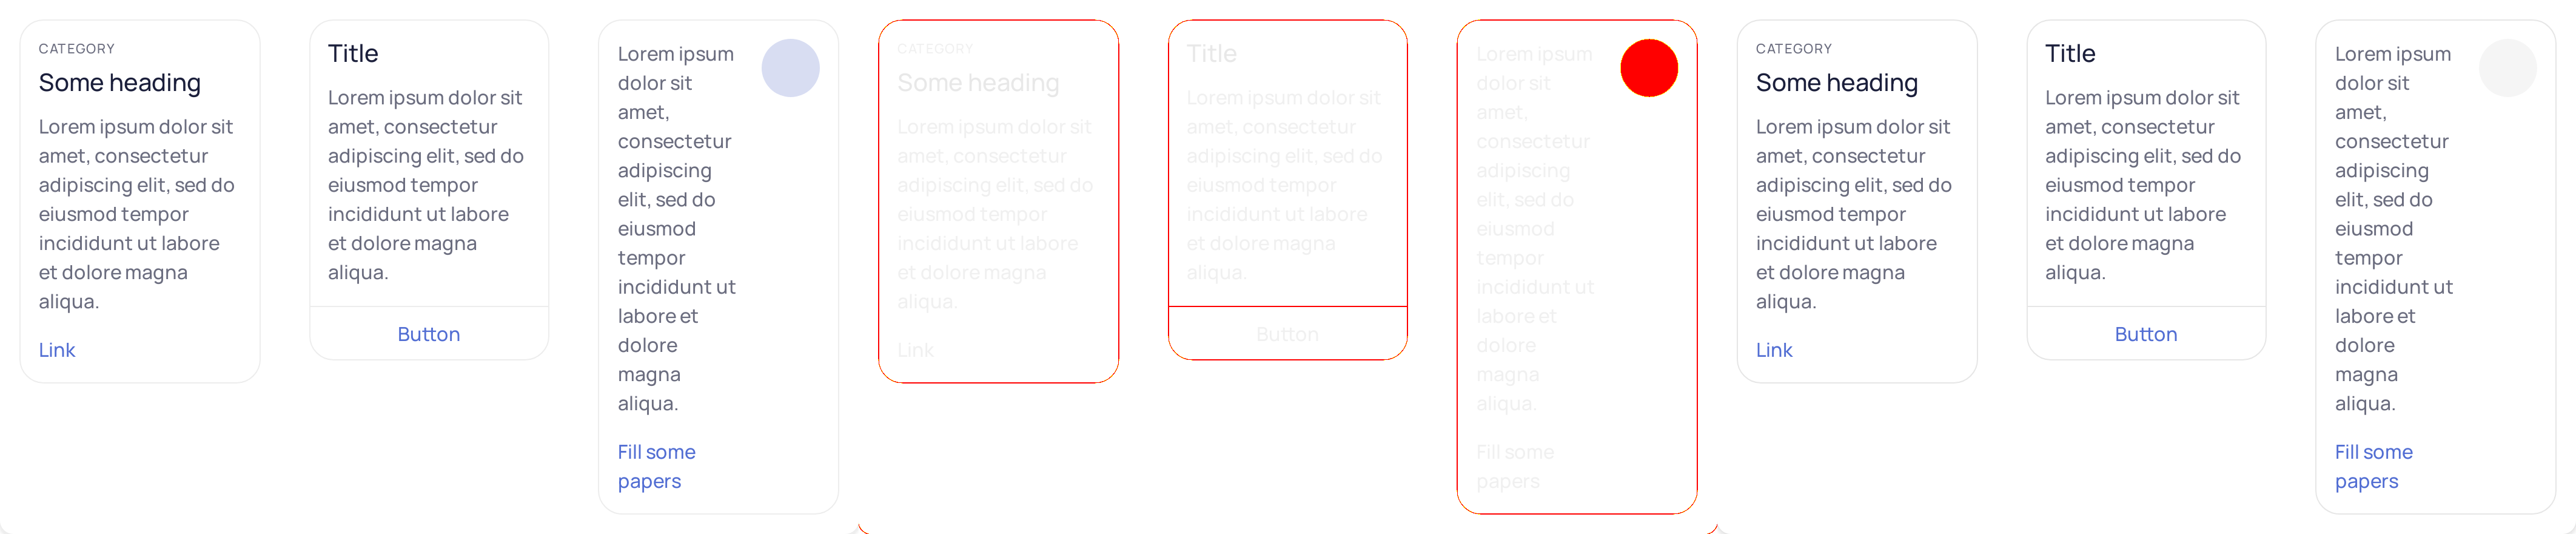 CATEGORY
Some heading
Lorem ipsum dolor sit
amet, consectetur
adipiscing elit, sed do
eiusmod tempor
incididunt ut labore
et dolore magna
aliqua.
Link
Title
Lorem ipsum dolor sit
amet, consectetur
adipiscing elit, sed do
eiusmod tempor
incididunt ut labore
et dolore magna
aliqua.
Button
Lorem ipsum
dolor sit
amet,
consectetur
adipiscing
elit, sed do
eiusmod
tempor
incididunt ut
labore et
dolore
magna
aliqua.
Fill some
papers
CATEGORY
Some heading
Lorem ipsum dolor sit
amet, consectetur
adipiscing elit, sed do
eiusmod tempor
incididunt ut labore
et dolore magna
aliqua.
Link
Title
Lorem ipsum dolor sit
amet, consectetur
adipiscing elit, sed do
eiusmod tempor
incididunt ut labore
et dolore magna
aliqua.
Button
Lorem ipsum
dolor sit
amet,
consectetur
adipiscing
elit, sed do
eiusmod
tempor
incididunt ut
labore et
dolore
magna
aliqua.
Fill some
papers
CATEGORY
Some heading
Lorem ipsum dolor sit
amet, consectetur
adipiscing elit, sed do
eiusmod tempor
incididunt ut labore
et dolore magna
aliqua.
Link
Title
Lorem ipsum dolor sit
amet, consectetur
adipiscing elit, sed do
eiusmod tempor
incididunt ut labore
et dolore magna
aliqua.
Button
Lorem ipsum
dolor sit
amet,
consectetur
adipiscing
elit, sed do
eiusmod
tempor
incididunt ut
labore et
dolore
magna
aliqua.
Fill some
papers